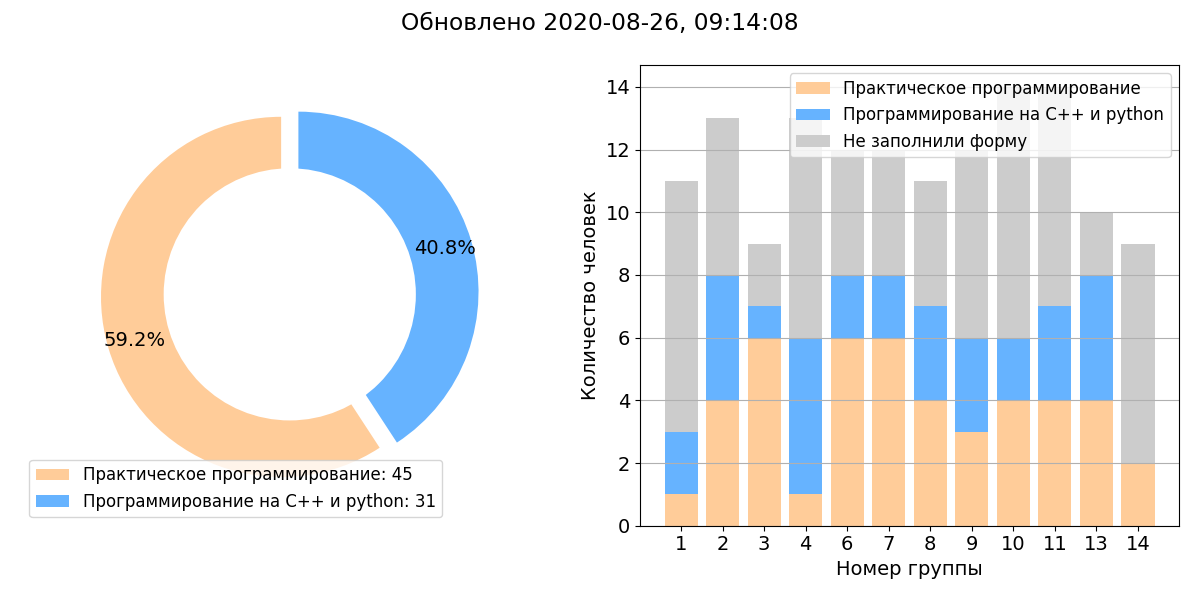 Обновлено 2020-08-26, 09:14:08
40.8%
59.2%
Практическое программирование: 45
Программирование на C++ и python: 31
Количество человек
14
12
10
8
6
4
2
0
Практическое программирование
Программирование на C++ и python
Не заполнили форму
1 2 3 4 6 7 8 9 10 11 13 14
Номер группы